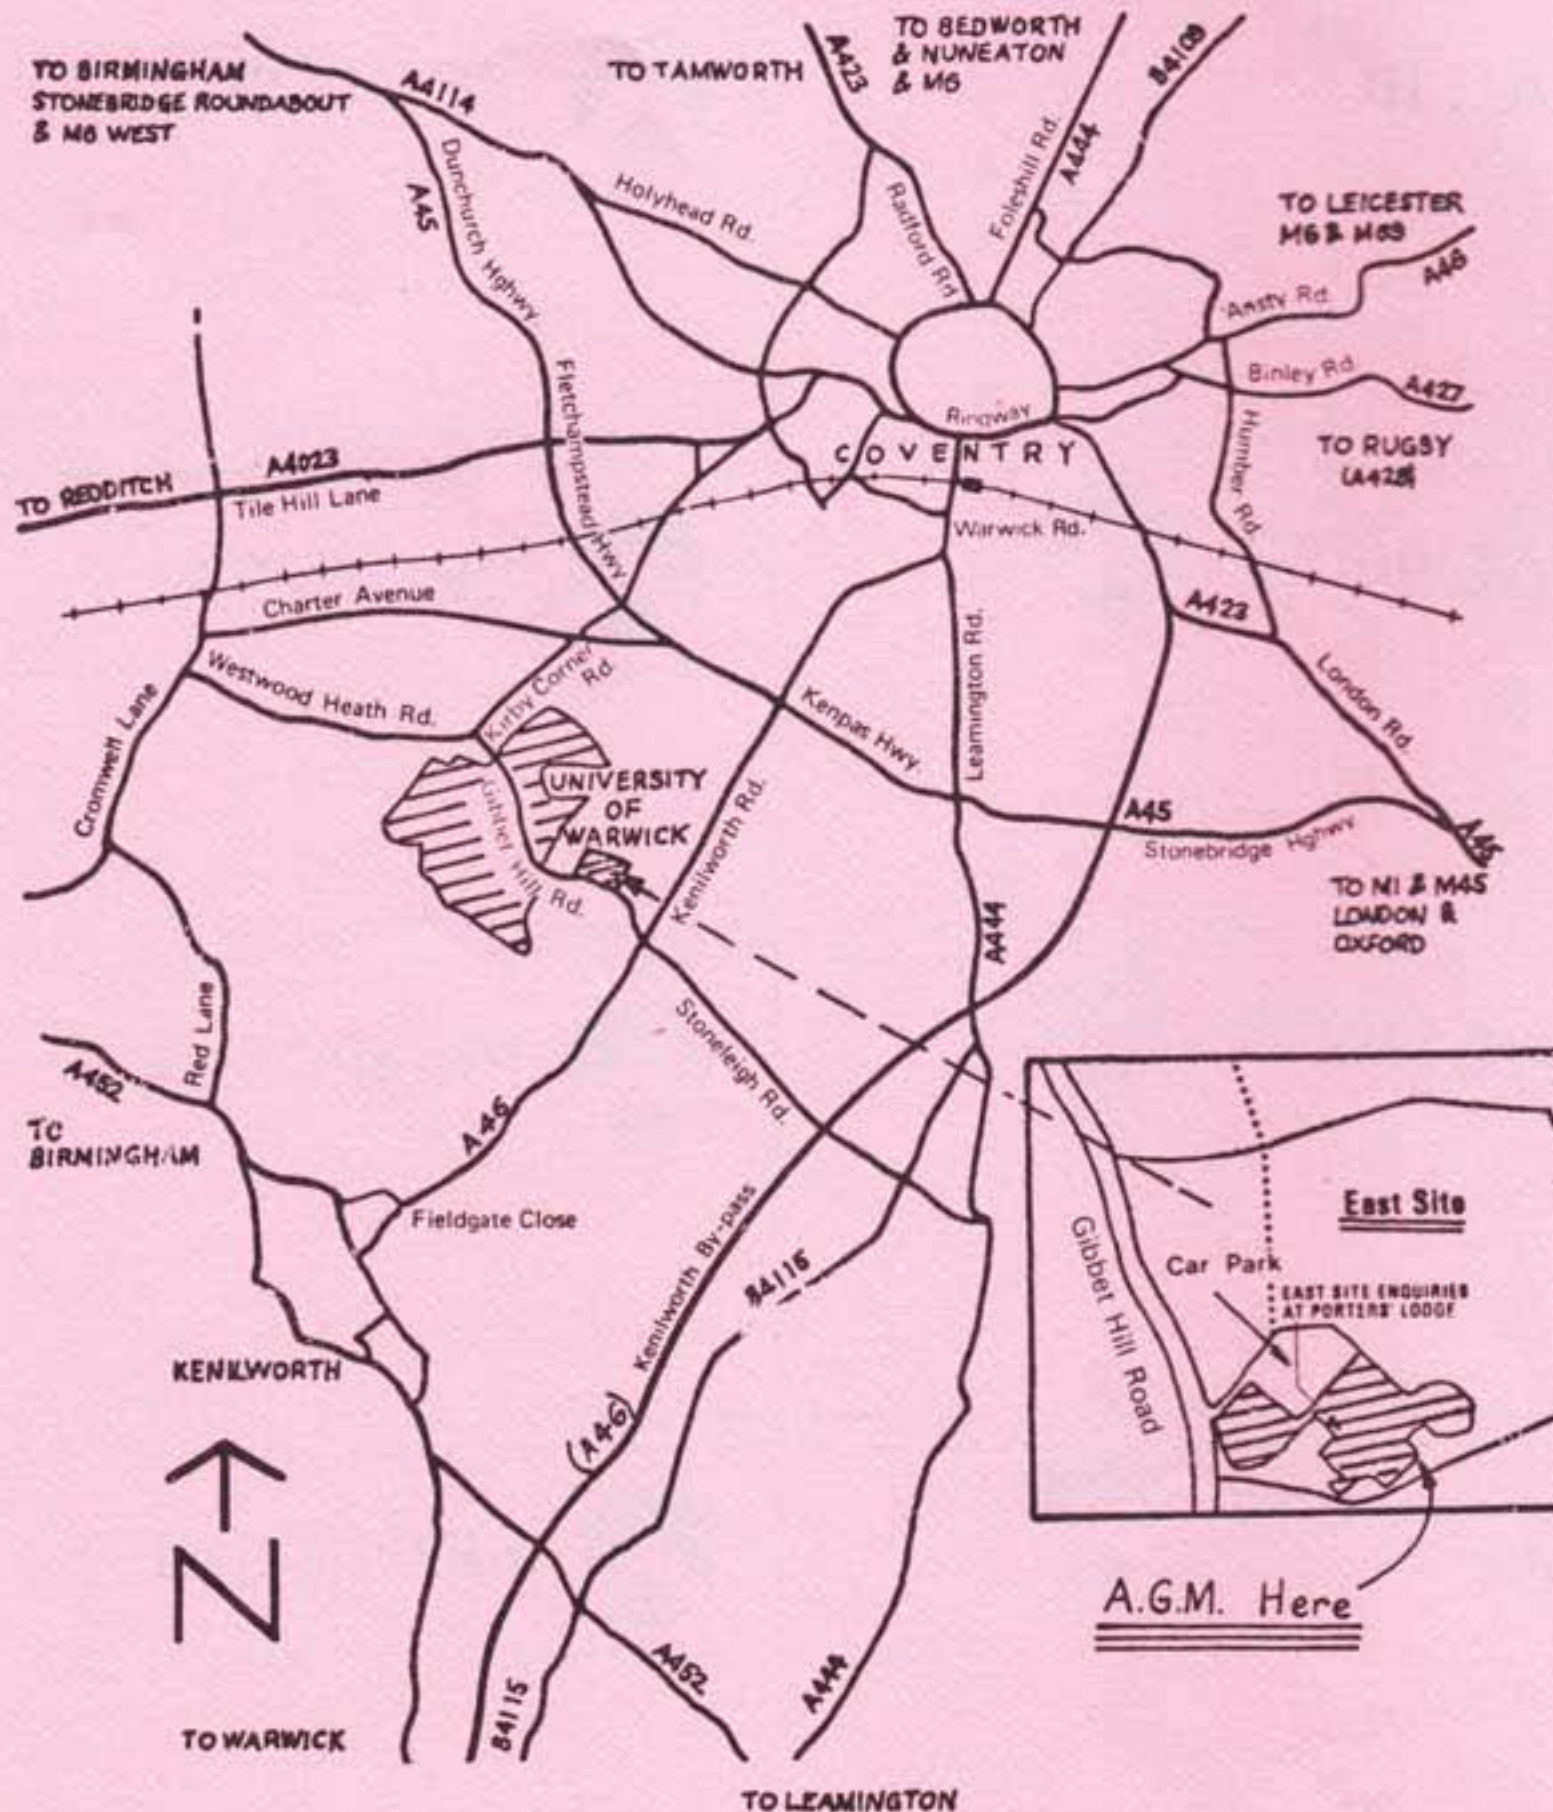 TO BIRMINGHAM
STONEBRIDGE ROUNDABOUT
& M6 WEST
A4114
TO TAMWORTH
A423
TO BEDWORTH
& NUNEATON
& M6
B4109
A444
Foleshill Rd.
Dunchurch Hghwy
A45
Holyhead Rd.
Radford Rd
TO LEICESTER
M6 & M69
A46
Ansty Rd.
Binley Rd
A427
Fletchampstead Hwy
Ringway
COVENTRY
Humber Rd.
TO RUGBY
(A428)
TO REDDITCH
A4023
Tile Hill Lane
Warwick Rd.
Charter Avenue
A423
Westwood Heath Rd.
Kirby Corner
Rd
Cromwell Lane
London Rd
Leamington Rd.
Kenpas Hwy.
Kenilworth Rd.
UNIVERSITY
OF
WARWICK
Gibbet Hill Rd.
A45
Stonebridge Hghwy
A45
TO M1 & M45
LONDON &
OXFORD
A444
Red Lane
Stoneleigh Rd.
A452
TO
BIRMINGHAM
A46
Fieldgate Close
Kenilworth By-pass
B4115
East Site
Gibbet Hill Road
Car Park
EAST SITE ENQUIRIES
AT PORTERS' LODGE
KENILWORTH
(A46)
N
A.G.M. Here
A452
A444
B4115
TO WARWICK
TO LEAMINGTON